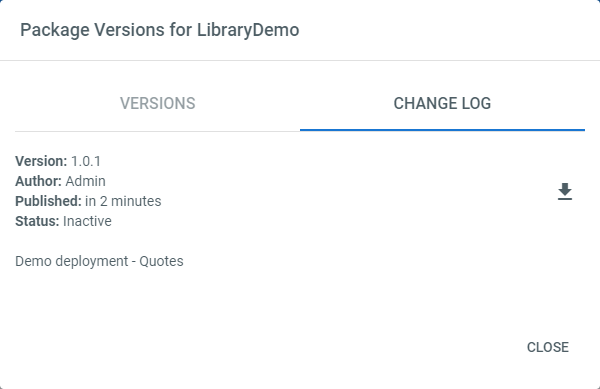 Package Versions for LibraryDemo
VERSIONS
CHANGE LOG
Version: 1.0.1
Author: Admin
Published: in 2 minutes
Status: Inactive
Demo deployment - Quotes
CLOSE